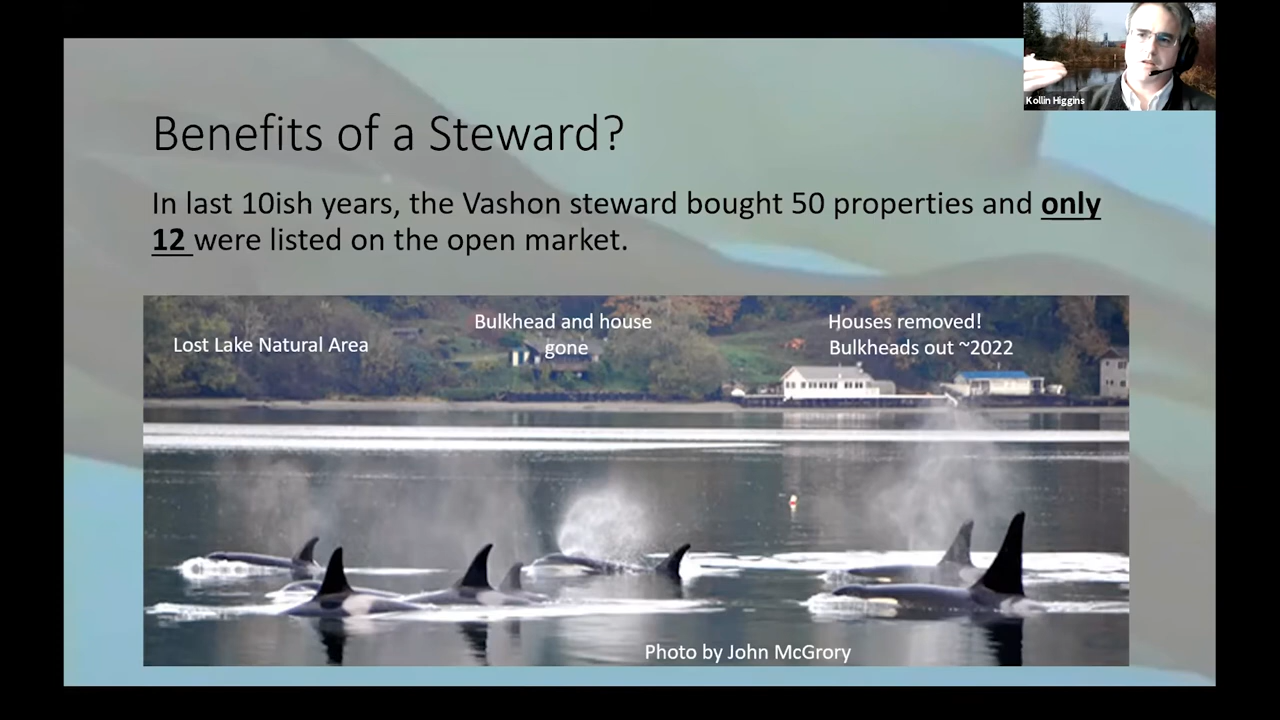 Kollin Higgins
Benefits of a Steward?
In last 10ish years, the Vashon steward bought 50 properties and only
12 were listed on the open market.
Lost Lake Natural Area
Bulkhead and house
gone
Houses removed!
Bulkheads out ~2022
Photo by John McGrory